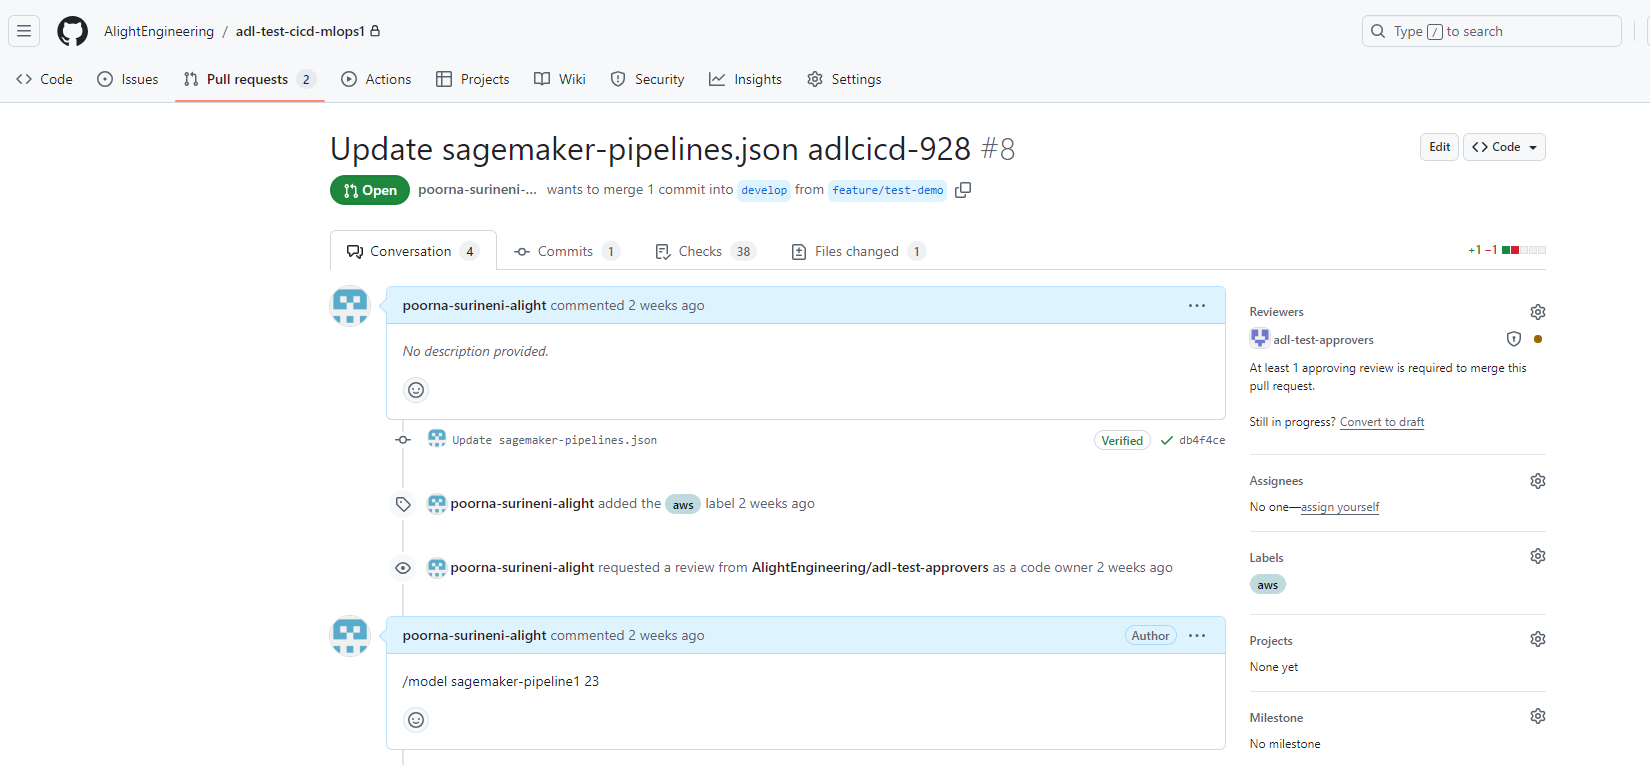 AlightEngineering / adl-test-cicd-mlops1
Type / to search
Code
Issues
Pull requests 2
Actions
Projects
Wiki
Security
Insights
Settings
Update sagemaker-pipelines.json adlcicd-928 #8
Edit
Code
Open
poorna-surineni-... wants to merge 1 commit into develop from feature/test-demo
Conversation 4
Commits 1
Checks 38
Files changed 1
+1 −1
poorna-surineni-alight commented 2 weeks ago
No description provided.
Update sagemaker-pipelines.json
Verified
db4f4ce
poorna-surineni-alight added the aws label 2 weeks ago
poorna-surineni-alight requested a review from AlightEngineering/adl-test-approvers as a code owner 2 weeks ago
poorna-surineni-alight commented 2 weeks ago
Author
/model sagemaker-pipeline1 23
Reviewers
adl-test-approvers
At least 1 approving review is required to merge this
pull request.
Still in progress? Convert to draft
Assignees
No one—assign yourself
Labels
aws
Projects
None yet
Milestone
No milestone